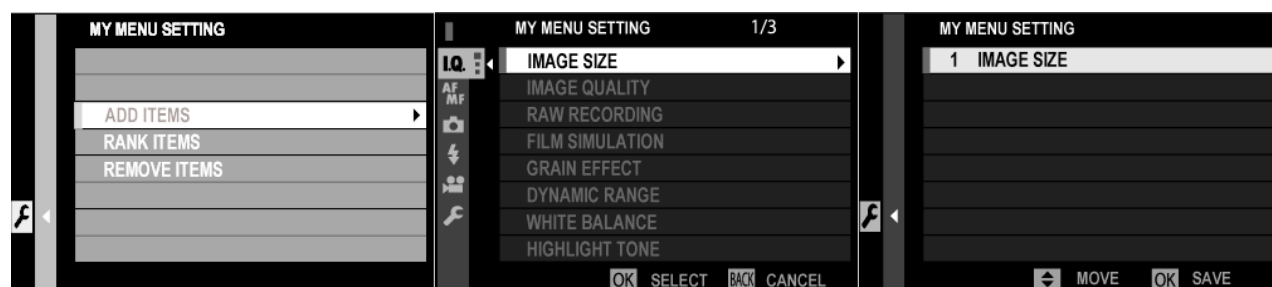 MY MENU SETTING
ADD ITEMS
RANK ITEMS
REMOVE ITEMS
MY MENU SETTING 1/3
I.Q.
AF
MF
IMAGE SIZE
IMAGE QUALITY
RAW RECORDING
FILM SIMULATION
GRAIN EFFECT
DYNAMIC RANGE
WHITE BALANCE
HIGHLIGHT TONE
OK SELECT BACK CANCEL
MY MENU SETTING
1 IMAGE SIZE
MOVE OK SAVE